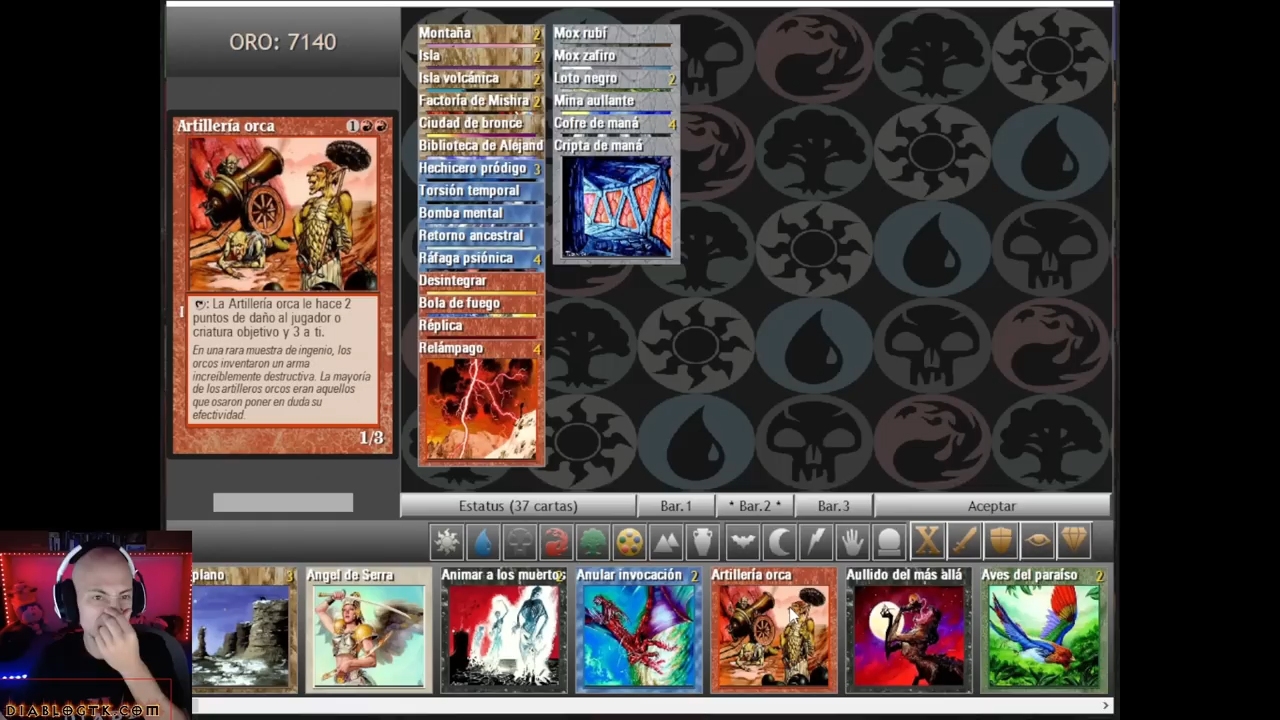 ORO: 7140
Artillería orca 1
: La Artillería orca le hace 2
puntos de daño al jugador o
criatura objetivo y 3 a ti.
En una rara muestra de ingenio, los
orcos inventaron un arma
increíblemente destructiva. La mayoría
de los artilleros orcos eran aquellos
que osaron poner en duda su
efectividad.
1/3
Montaña 2
Isla 2
Isla volcánica 2
Factoría de Mishra 2
Ciudad de bronce
Biblioteca de Alejand
Hechicero pródigo 3
Torsión temporal
Bomba mental
Retorno ancestral
Ráfaga psiónica 4
Desintegrar
Bola de fuego
Réplica
Relámpago 4
Mox rubí
Mox zafiro
Loto negro 2
Mina aullante
Cofre de maná 4
Cripta de maná
Estatus (37 cartas)
Bar.1
* Bar.2 *
Bar.3
Aceptar
X
plano 3
Angel de Serra
Animar a los muertos 2
Anular invocación 2
Artillería orca
Aullido del más allá
Aves del paraíso 2
DIABLOGTK.COM